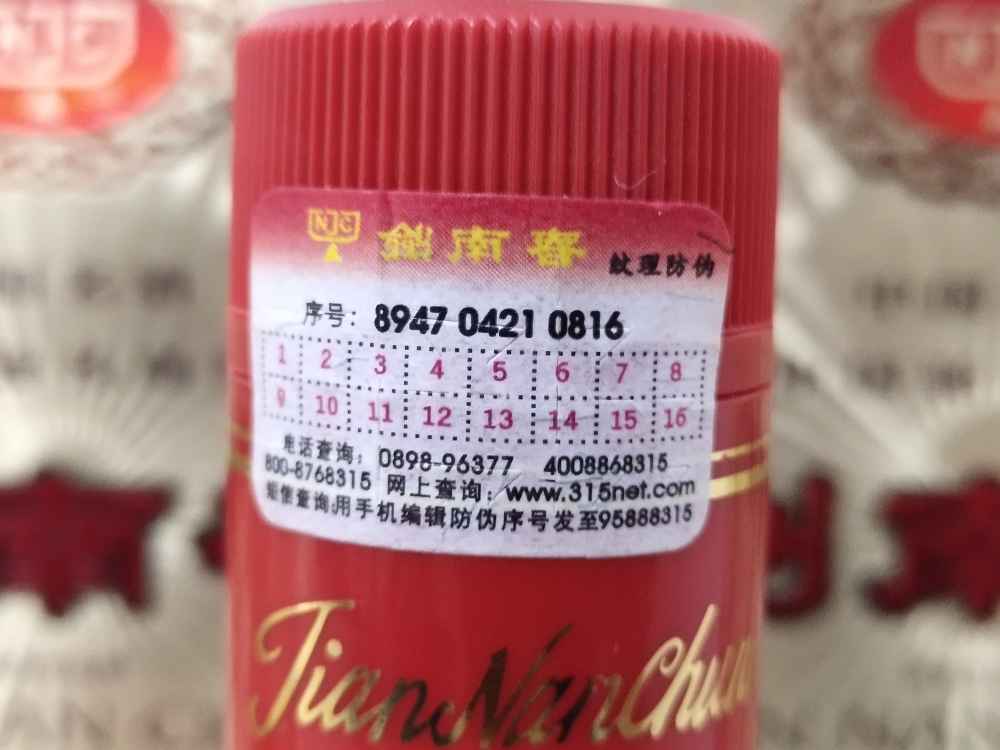 NJC 剑南春 纹理防伪
序号：8947 0421 0816
1 2 3 4 5 6 7 8
9 10 11 12 13 14 15 16
电话查询：0898-96377 4008868315
800-8768315 网上查询：www.315net.com
短信查询:用手机编辑防伪序号发至95888315
JianNanChun